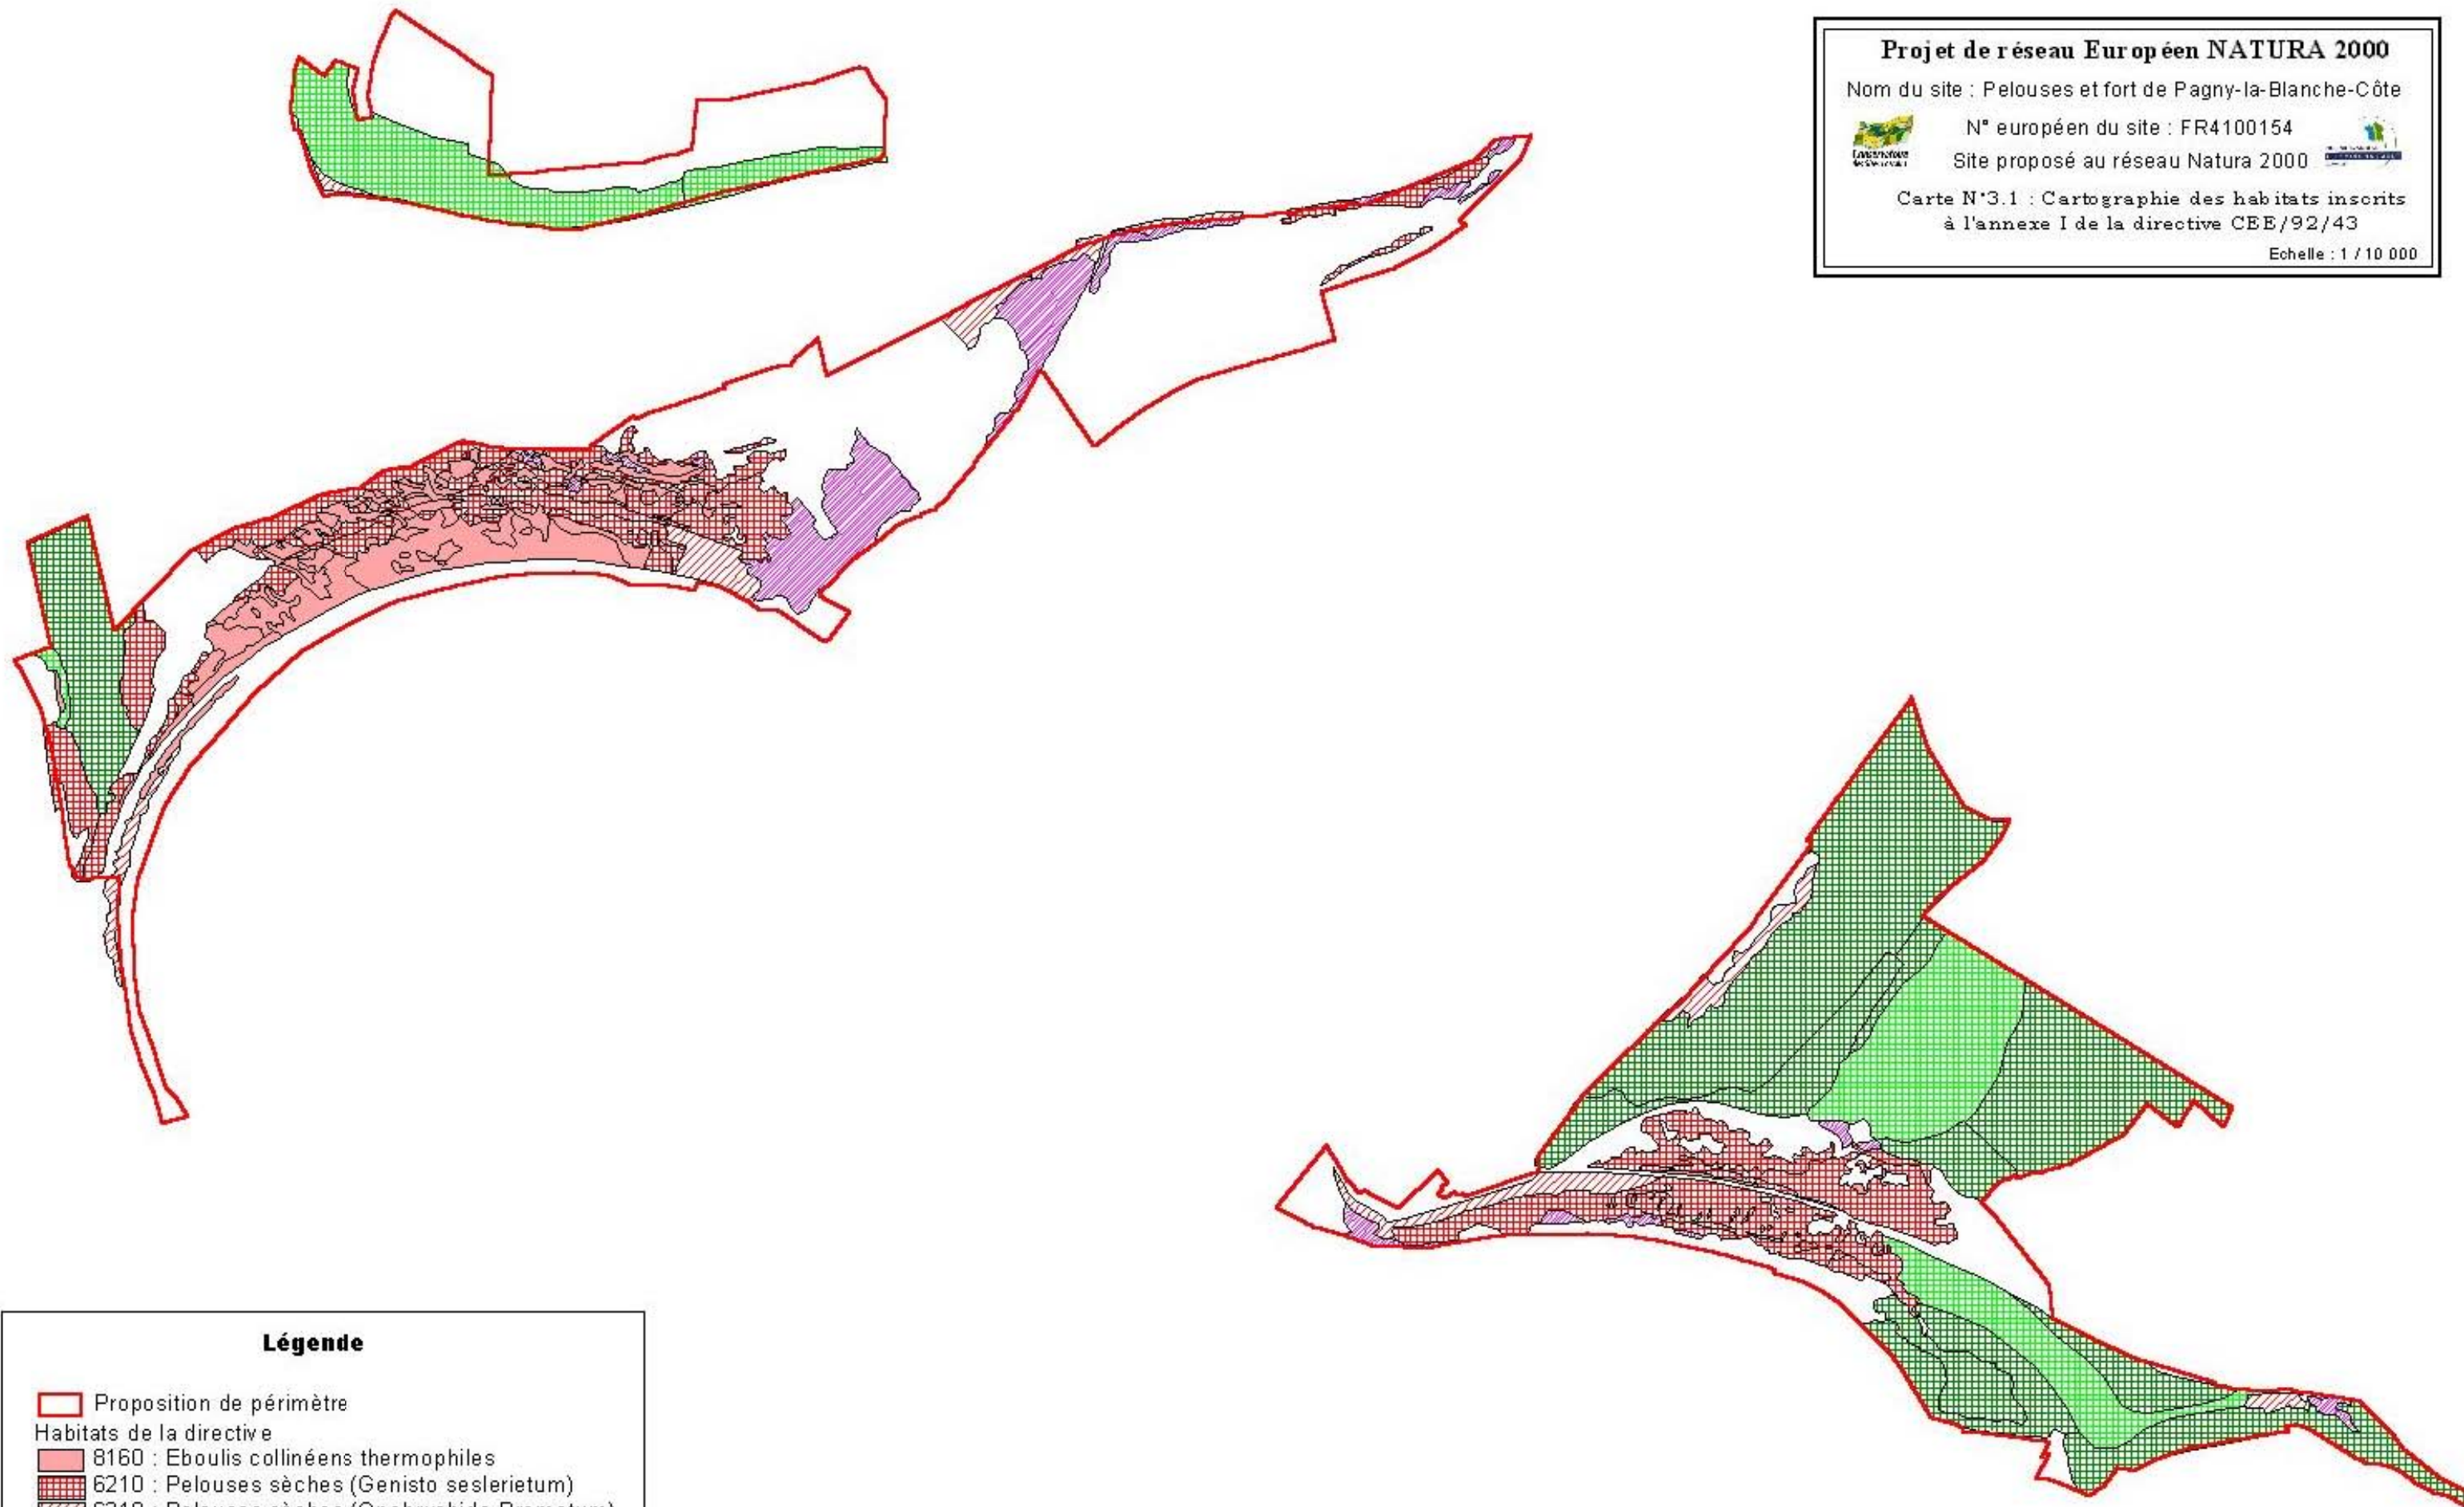 Projet de réseau Européen NATURA 2000
Nom du site : Pelouses et fort de Pagny-la-Blanche-Côte
N° européen du site : FR4100154
Site proposé au réseau Natura 2000
Carte N°3.1 : Cartographie des habitats inscrits
à l'annexe I de la directive CEE/92/43
Echelle : 1 / 10 000
Légende
Proposition de périmètre
Habitats de la directive
8160 : Eboulis collinéens thermophiles
6210 : Pelouses sèches (Genisto seslerietum)